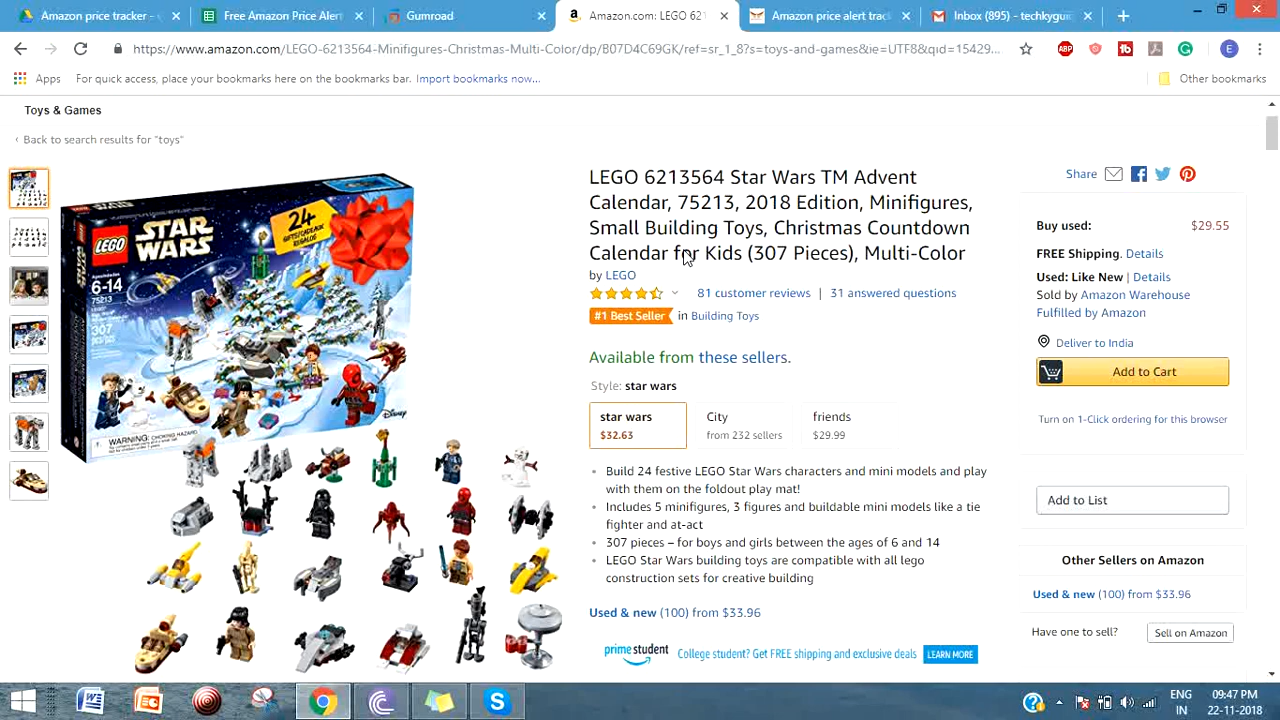 Amazon price tracker -
Free Amazon Price Alert
Gumroad
Amazon.com: LEGO 621
Amazon price alert track
Inbox (895) - techkyguid
https://www.amazon.com/LEGO-6213564-Minifigures-Christmas-Multi-Color/dp/B07D4C69GK/ref=sr_1_8?s=toys-and-games&ie=UTF8&qid=15429...
ABP
E
Apps For quick access, place your bookmarks here on the bookmarks bar. Import bookmarks now...
Other bookmarks
Toys & Games
‹ Back to search results for "toys"
LEGO
STAR
WARS
24
GIFTS/CADEAUX
REGALOS
6-14
75213
307
WARNING:
Disney
LEGO 6213564 Star Wars TM Advent
Calendar, 75213, 2018 Edition, Minifigures,
Small Building Toys, Christmas Countdown
Calendar for Kids (307 Pieces), Multi-Color
by LEGO
81 customer reviews | 31 answered questions
#1 Best Seller in Building Toys
Available from these sellers.
Style: star wars
star wars
$32.63
City
from 232 sellers
friends
$29.99
• Build 24 festive LEGO Star Wars characters and mini models and play
with them on the foldout play mat!
• Includes 5 minifigures, 3 figures and buildable mini models like a tie
fighter and at-act
• 307 pieces – for boys and girls between the ages of 6 and 14
• LEGO Star Wars building toys are compatible with all lego
construction sets for creative building
Used & new (100) from $33.96
prime student College student? Get FREE shipping and exclusive deals LEARN MORE
Share
Buy used: $29.55
FREE Shipping. Details
Used: Like New | Details
Sold by Amazon Warehouse
Fulfilled by Amazon
Deliver to India
Add to Cart
Turn on 1-Click ordering for this browser
Add to List
Other Sellers on Amazon
Used & new (100) from $33.96
Have one to sell? Sell on Amazon
ENG
IN
09:47 PM
22-11-2018